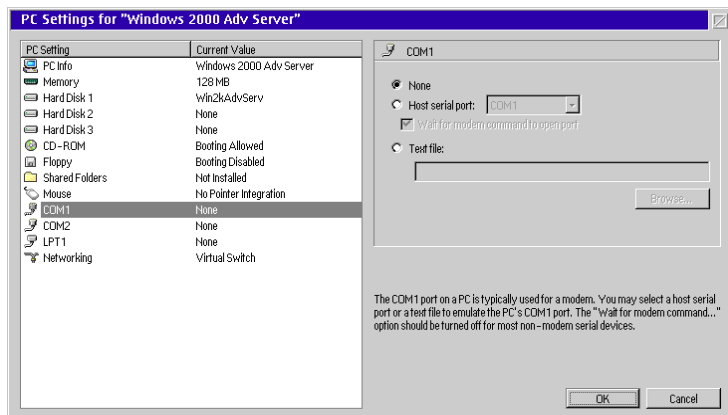 PC Settings for "Windows 2000 Adv Server"
PC Setting Current Value
PC Info Windows 2000 Adv Server
Memory 128 MB
Hard Disk 1 Win2kAdvServ
Hard Disk 2 None
Hard Disk 3 None
CD-ROM Booting Allowed
Floppy Booting Disabled
Shared Folders Not Installed
Mouse No Pointer Integration
COM1 None
COM2 None
LPT1 None
Networking Virtual Switch
COM1
None
Host serial port: COM1
Wait for modem command to open port
Text file:
Browse...
The COM1 port on a PC is typically used for a modem. You may select a host serial
port or a text file to emulate the PC's COM1 port. The "Wait for modem command..."
option should be turned off for most non-modem serial devices.
OK Cancel